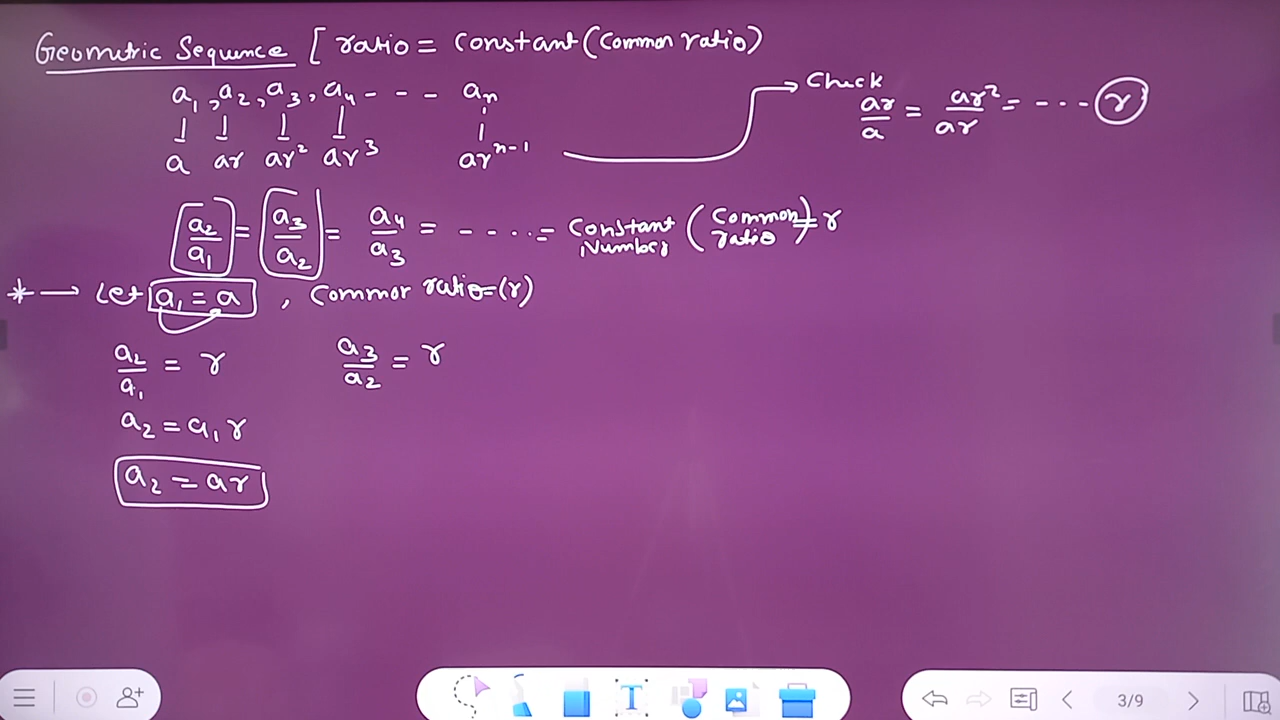 Geometric Sequence [ ratio = Constant (Common ratio)
a₁, a₂, a₃, a₄ - - - aₙ
a ar ar² ar³ arⁿ⁻¹
Check
ar/a = ar²/ar = - - - r
a₂/a₁ = a₃/a₂ = a₄/a₃ = - - - . . = Constant Number (Common ratio) = r
* → Let a₁ = a , Common ratio = (r)
a₂/a₁ = r a₃/a₂ = r
a₂ = a₁r
a₂ = ar
T
3/9